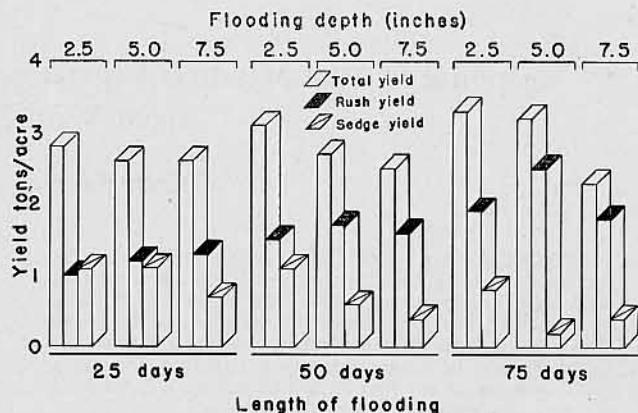 Flooding depth (inches)
2.5 5.0 7.5 2.5 5.0 7.5 2.5 5.0 7.5
4
Total yield
Rush yield
Sedge yield
3
2
1
0
Yield tons/acre
25 days 50 days 75 days
Length of flooding